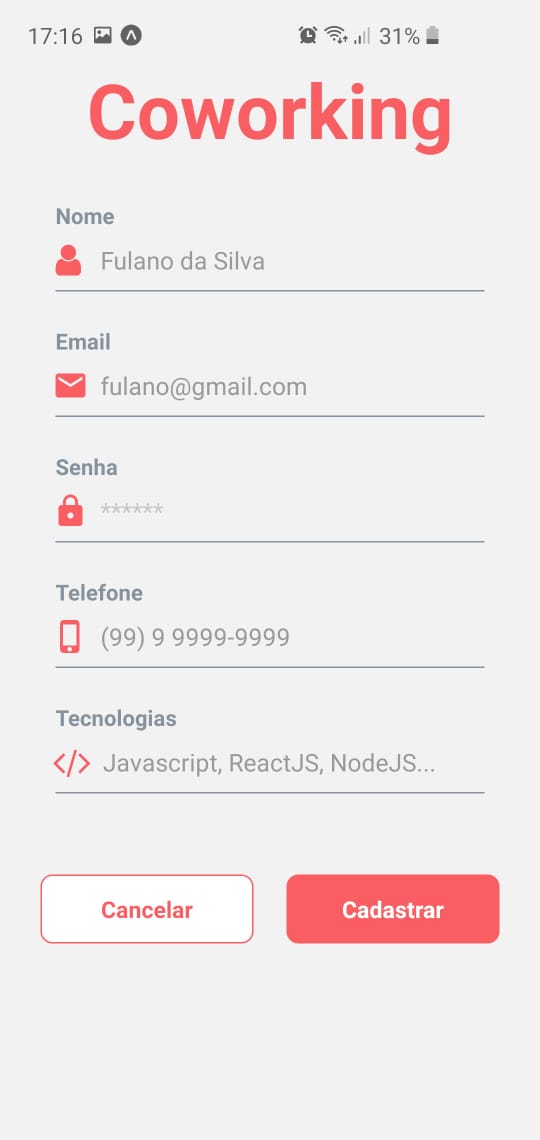 17:16 31%
Coworking
Nome
Fulano da Silva
Email
fulano@gmail.com
Senha
******
Telefone
(99) 9 9999-9999
Tecnologias
</> Javascript, ReactJS, NodeJS...
Cancelar Cadastrar